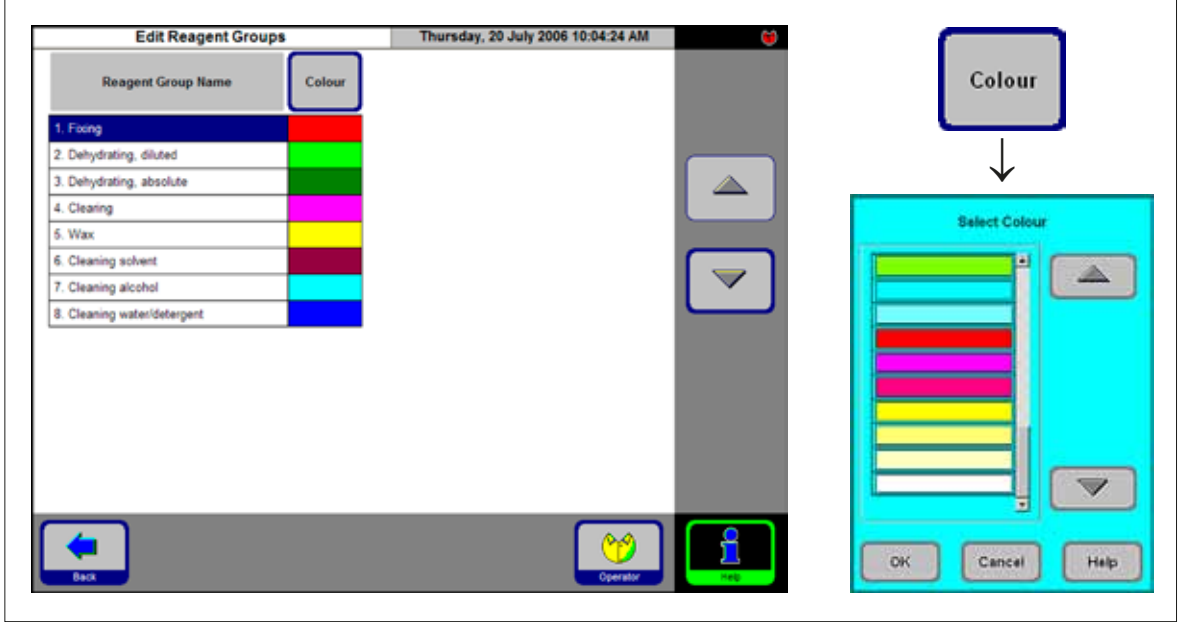 Edit Reagent Groups
Thursday, 20 July 2006 10:04:24 AM
Reagent Group Name
Colour
1. Fixing
2. Dehydrating, diluted
3. Dehydrating, absolute
4. Clearing
5. Wax
6. Cleaning solvent
7. Cleaning alcohol
8. Cleaning water/detergent
Back
Operator
Help
Colour
Select Colour
OK
Cancel
Help